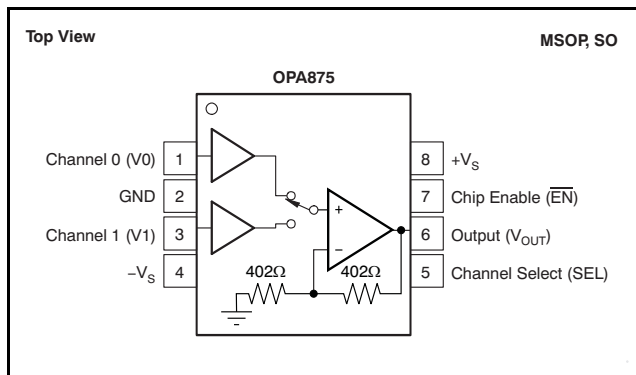 Top View
MSOP, SO
OPA875
Channel 0 (V0) 1
GND 2
Channel 1 (V1) 3
−VS 4
8 +VS
7 Chip Enable (EN)
6 Output (VOUT)
5 Channel Select (SEL)
+
−
402Ω 402Ω